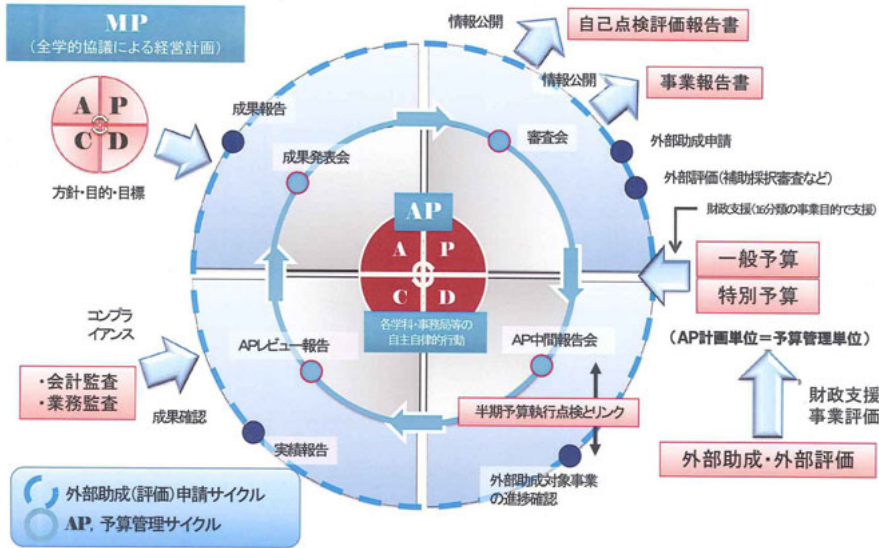 MP
(全学的協議による経営計画)
A P
C D
方針・目的・目標
情報公開
自己点検評価報告書
情報公開
事業報告書
成果報告
成果発表会
審査会
外部助成申請
外部評価(補助採択審査など)
財政支援(16分類の事業目的で支援)
AP
A P
C D
各学科・事務局等の
自主自律的行動
一般予算
特別予算
(AP計画単位=予算管理単位)
コンプラ
イアンス
・会計監査
・業務監査
成果確認
APレビュー報告
AP中間報告会
半期予算執行点検とリンク
実績報告
外部助成対象事業
の進捗確認
財政支援
事業評価
外部助成・外部評価
外部助成(評価)申請サイクル
AP, 予算管理サイクル